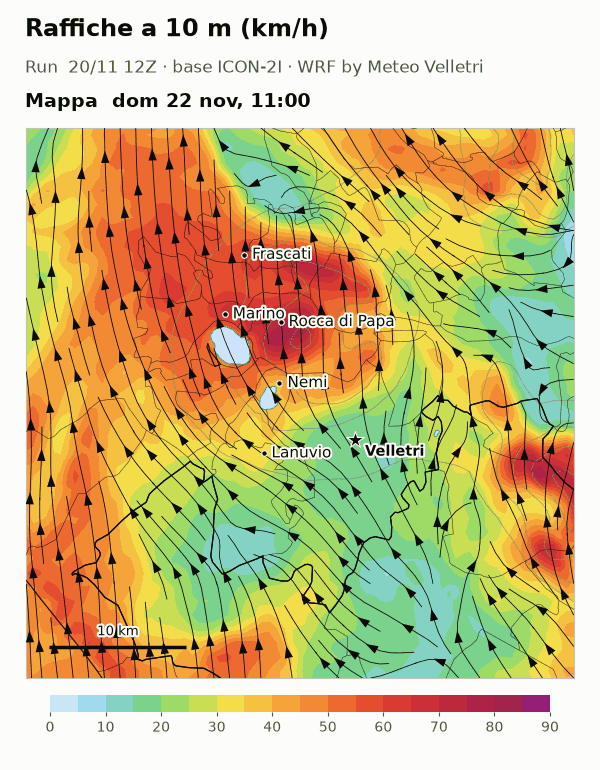 Raffiche a 10 m (km/h)
Run  20/11 12Z · base ICON-2I · WRF by Meteo Velletri
Mappa  dom 22 nov, 11:00
Frascati
Marino
Rocca di Papa
Nemi
Velletri
Lanuvio
10 km
0 10 20 30 40 50 60 70 80 90